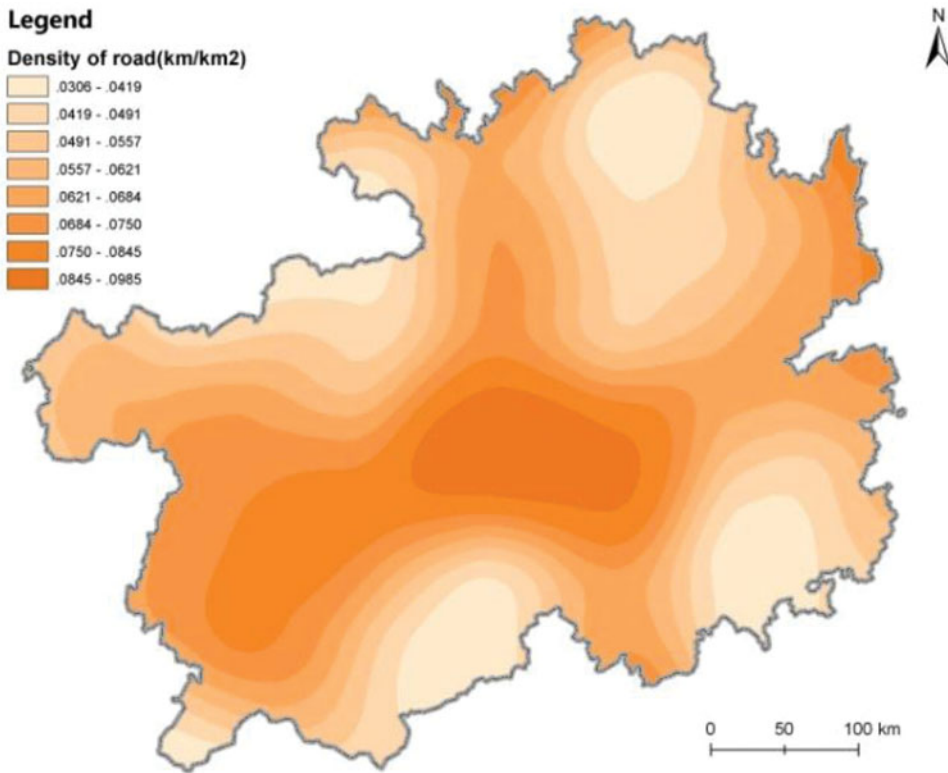 Legend
Density of road(km/km2)
.0306 - .0419
.0419 - .0491
.0491 - .0557
.0557 - .0621
.0621 - .0684
.0684 - .0750
.0750 - .0845
.0845 - .0985
N
0 50 100 km